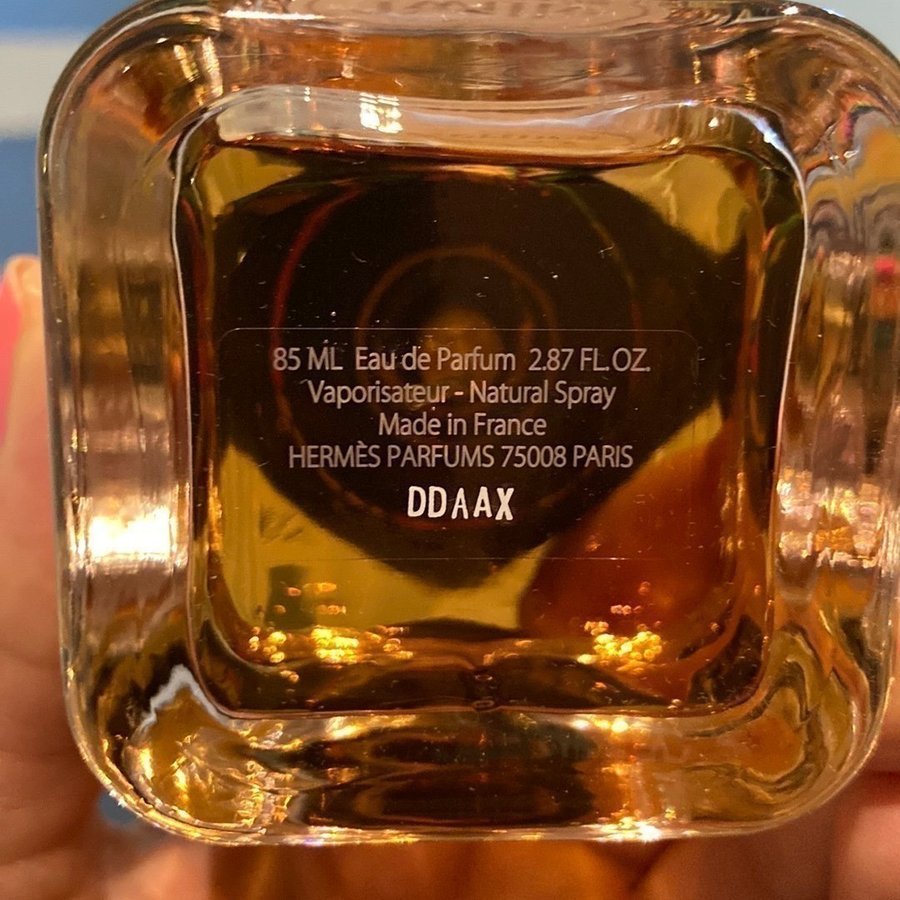 85 ML Eau de Parfum 2.87 FL.OZ.
Vaporisateur - Natural Spray
Made in France
HERMÈS PARFUMS 75008 PARIS
DDAAX